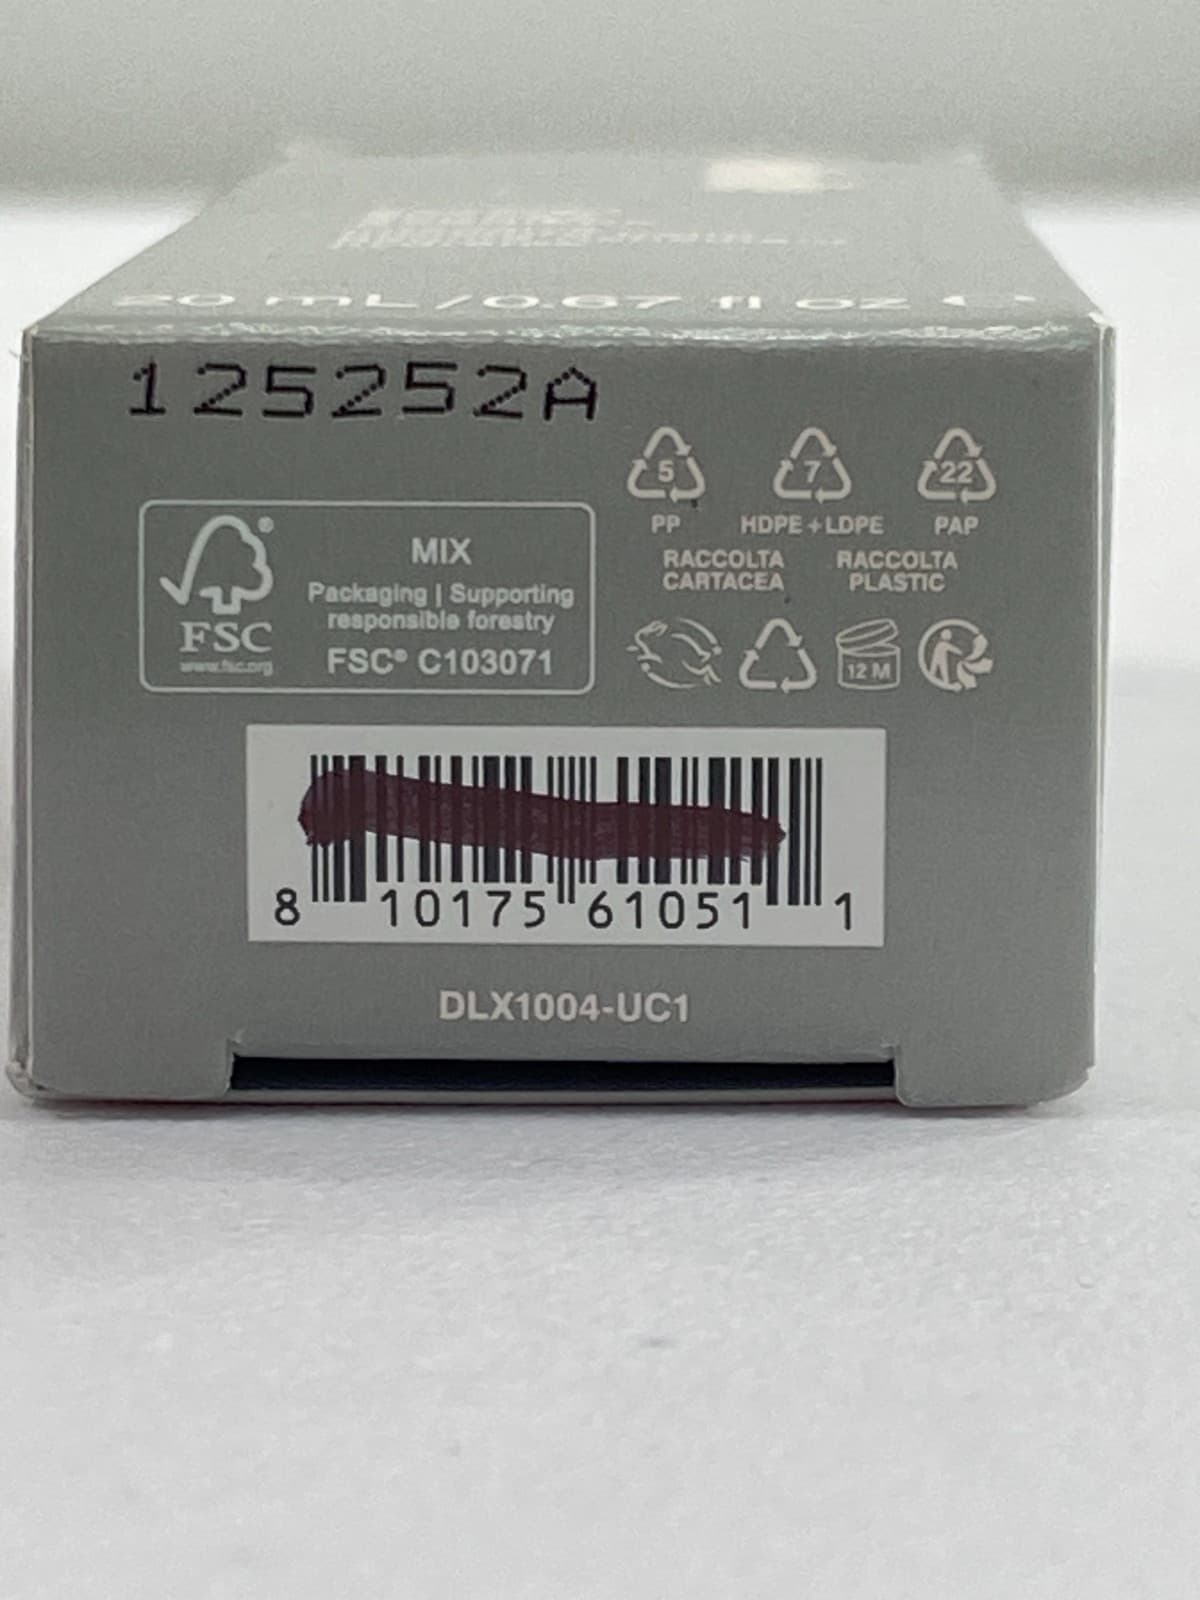 20 mL/0.67 fl oz
125252A
5 7 22
PP HDPE+LDPE PAP
RACCOLTA CARTACEA RACCOLTA PLASTIC
FSC®
www.fsc.org
MIX
Packaging | Supporting
responsible forestry
FSC® C103071
12 M
8 10175 61051 1
DLX1004-UC1